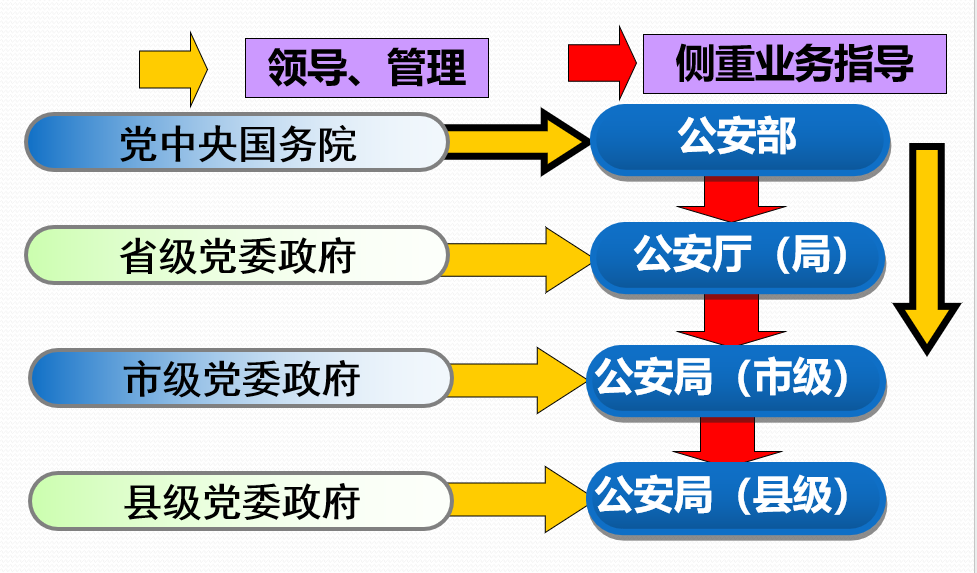 领导、管理
侧重业务指导
党中央国务院
公安部
省级党委政府
公安厅（局）
市级党委政府
公安局（市级）
县级党委政府
公安局（县级）